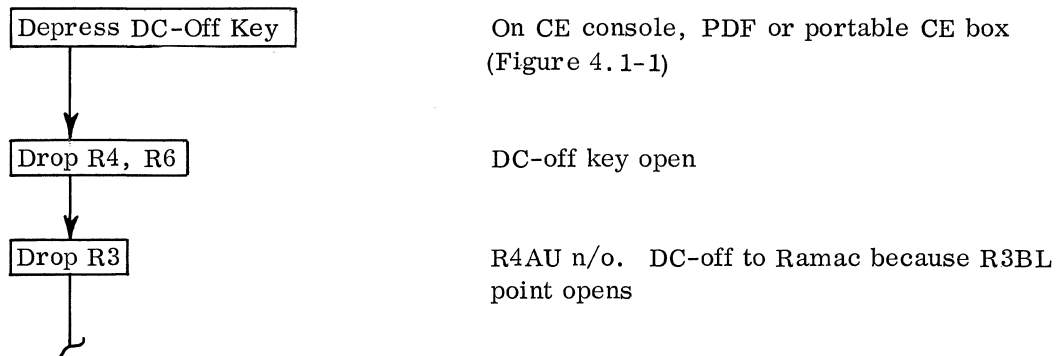 Depress DC-Off Key
On CE console, PDF or portable CE box
(Figure 4.1-1)
Drop R4, R6
DC-off key open
Drop R3
R4AU n/o. DC-off to Ramac because R3BL
point opens